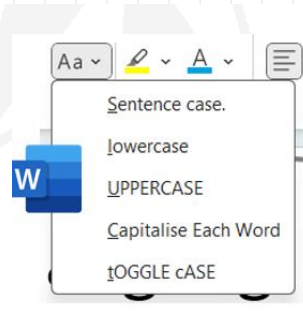 Aa A
Sentence case.
lowercase
W
UPPERCASE
Capitalise Each Word
tOGGLE cASE